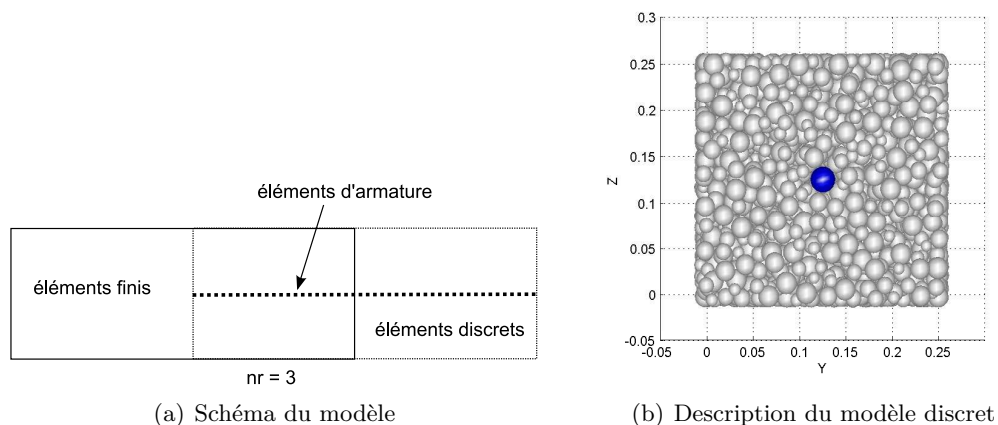 éléments d'armature
éléments finis
éléments discrets
nr = 3
(a) Schéma du modèle
0.3
0.25
0.2
0.15
0.1
0.05
0
-0.05
Z
-0.05 0 0.05 0.1 0.15 0.2 0.25
Y
(b) Description du modèle discret